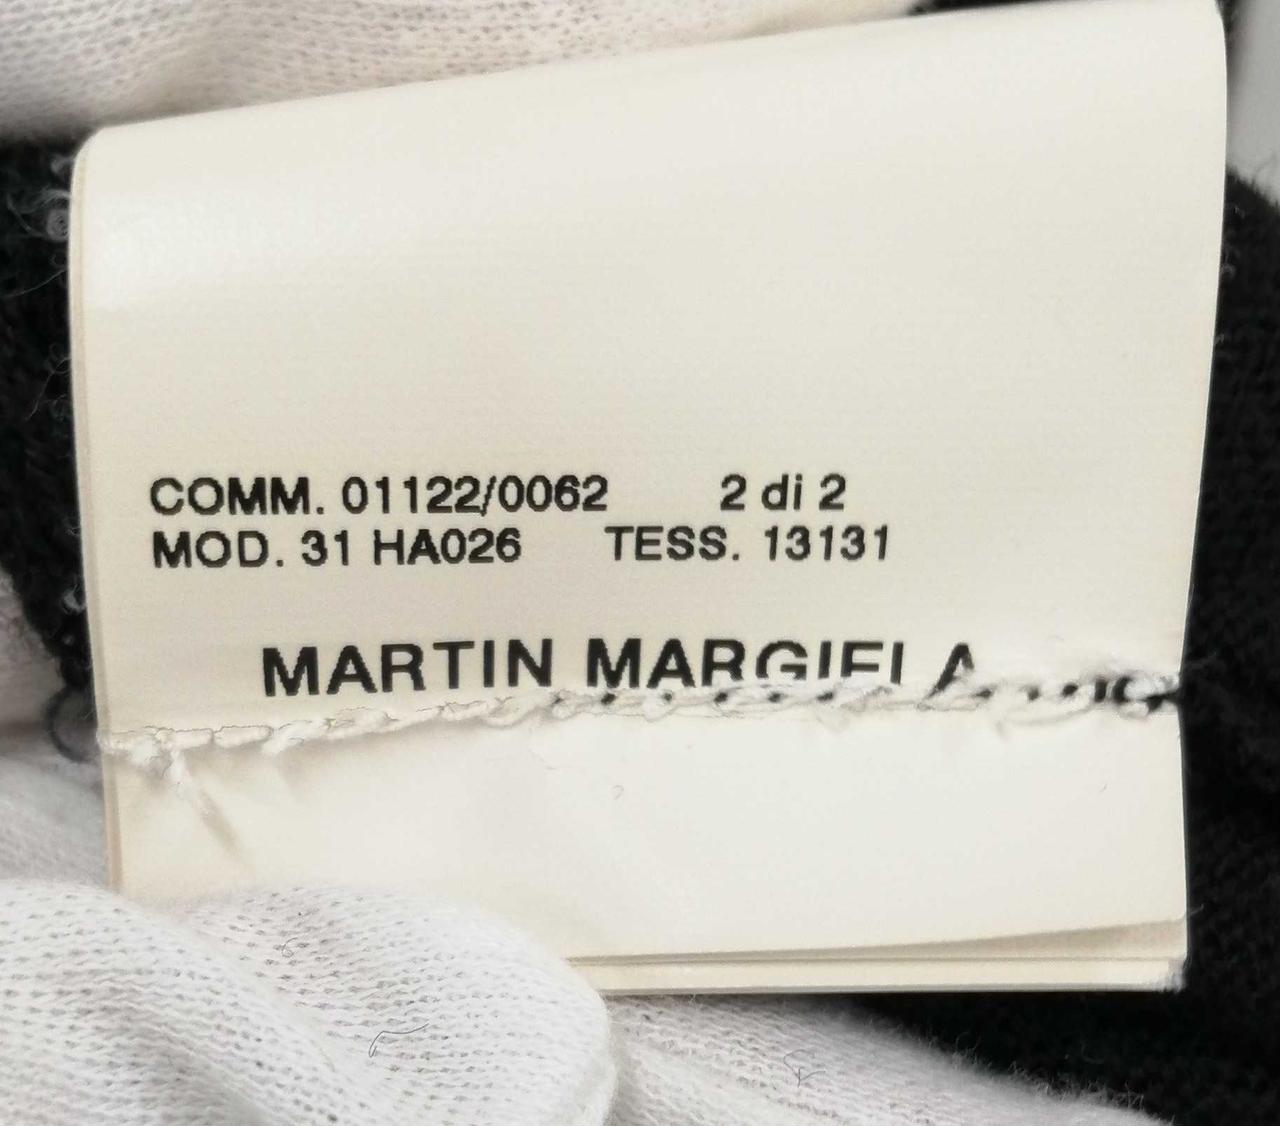 COMM. 01122/0062 2 di 2
MOD. 31 HA026 TESS. 13131
MARTIN MARGIELA